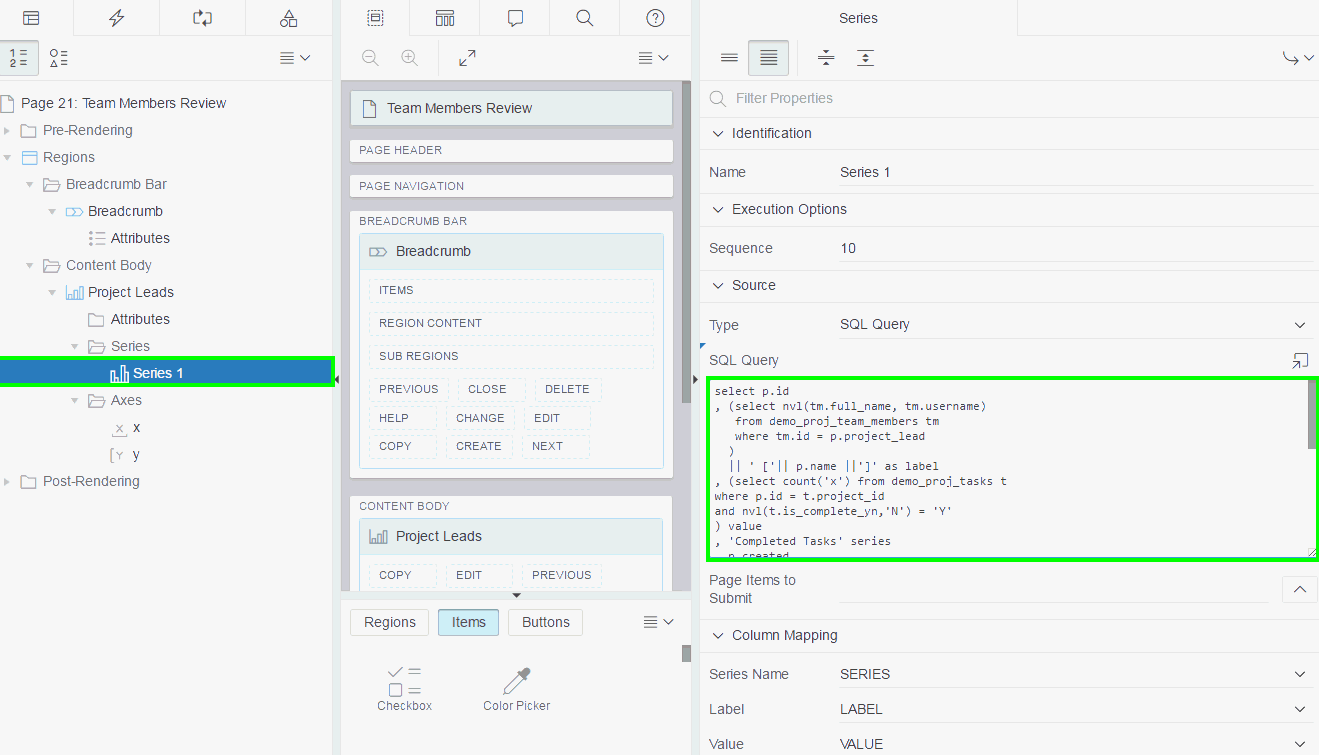 Page 21: Team Members Review
Pre-Rendering
Regions
Breadcrumb Bar
Breadcrumb
Attributes
Content Body
Project Leads
Attributes
Series
Series 1
Axes
x
y
Post-Rendering
Team Members Review
PAGE HEADER
PAGE NAVIGATION
BREADCRUMB BAR
Breadcrumb
ITEMS
REGION CONTENT
SUB REGIONS
PREVIOUS CLOSE DELETE
HELP CHANGE EDIT
COPY CREATE NEXT
CONTENT BODY
Project Leads
COPY EDIT PREVIOUS
Regions Items Buttons
Checkbox Color Picker
Series
Filter Properties
Identification
Name Series 1
Execution Options
Sequence 10
Source
Type SQL Query
SQL Query
select p.id
, (select nvl(tm.full_name, tm.username)
from demo_proj_team_members tm
where tm.id = p.project_lead
)
|| ' ['|| p.name ||']' as label
, (select count('x') from demo_proj_tasks t
where p.id = t.project_id
and nvl(t.is_complete_yn,'N') = 'Y'
) value
, 'Completed Tasks' series
p.created
Page Items to
Submit
Column Mapping
Series Name SERIES
Label LABEL
Value VALUE